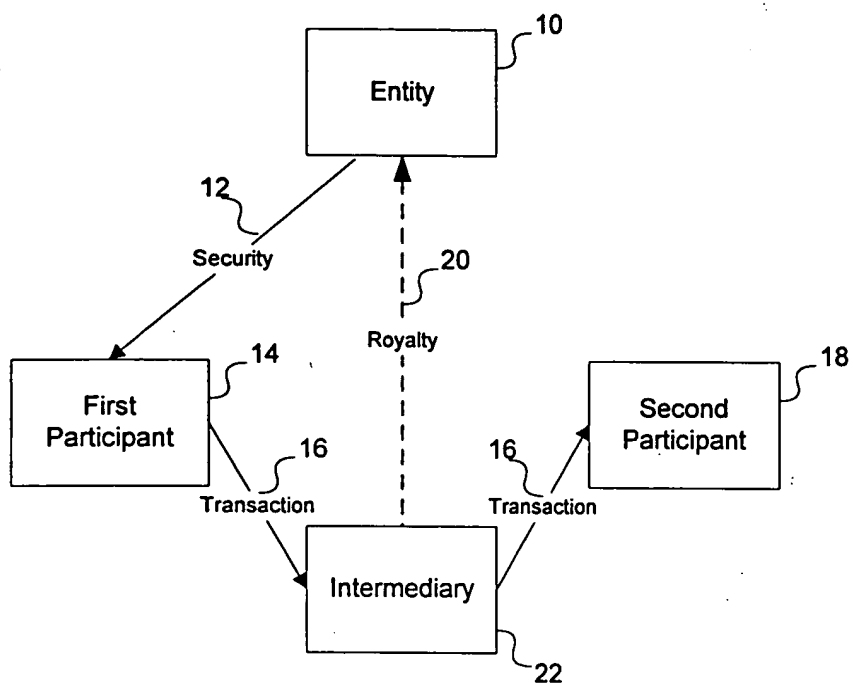 10
Entity
12
Security
20
Royalty
14
First
Participant
18
Second
Participant
16
Transaction
16
Transaction
Intermediary
22